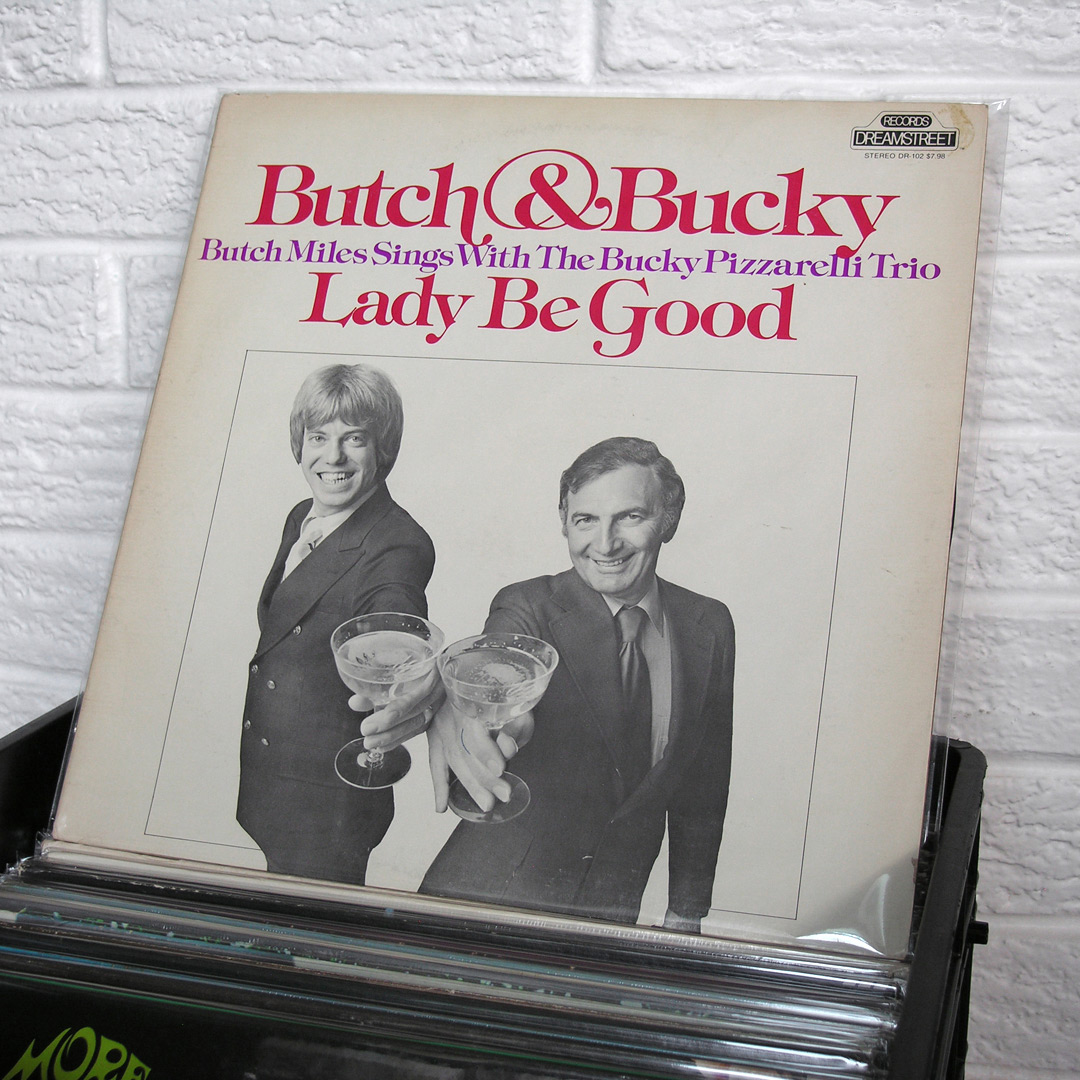 RECORDS
DREAMSTREET
STEREO DR-102 $7.98
Butch & Bucky
Butch Miles Sings With The Bucky Pizzarelli Trio
Lady Be Good
MORE